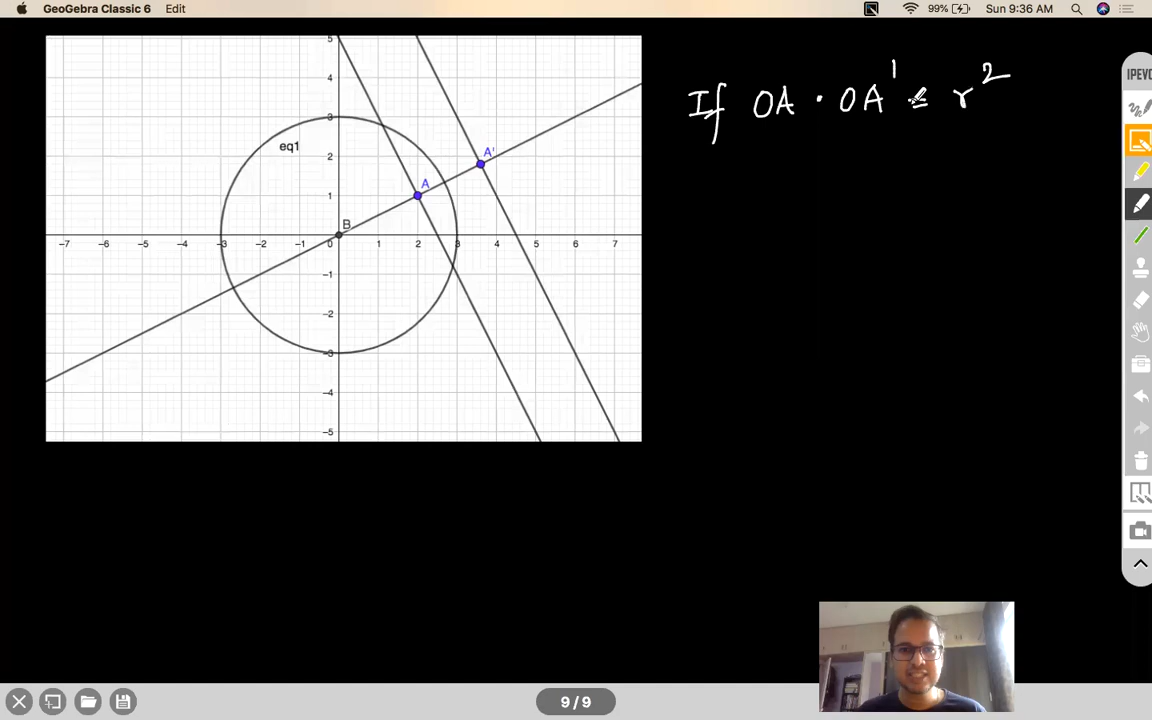 GeoGebra Classic 6 Edit
99% Sun 9:36 AM
If OA · OA' = r²
IPEVO
eq1
A'
A
B
5
4
3
2
1
-7 -6 -5 -4 -3 -2 -1 0 1 2 3 4 5 6 7
-1
-2
-3
-4
-5
9 / 9